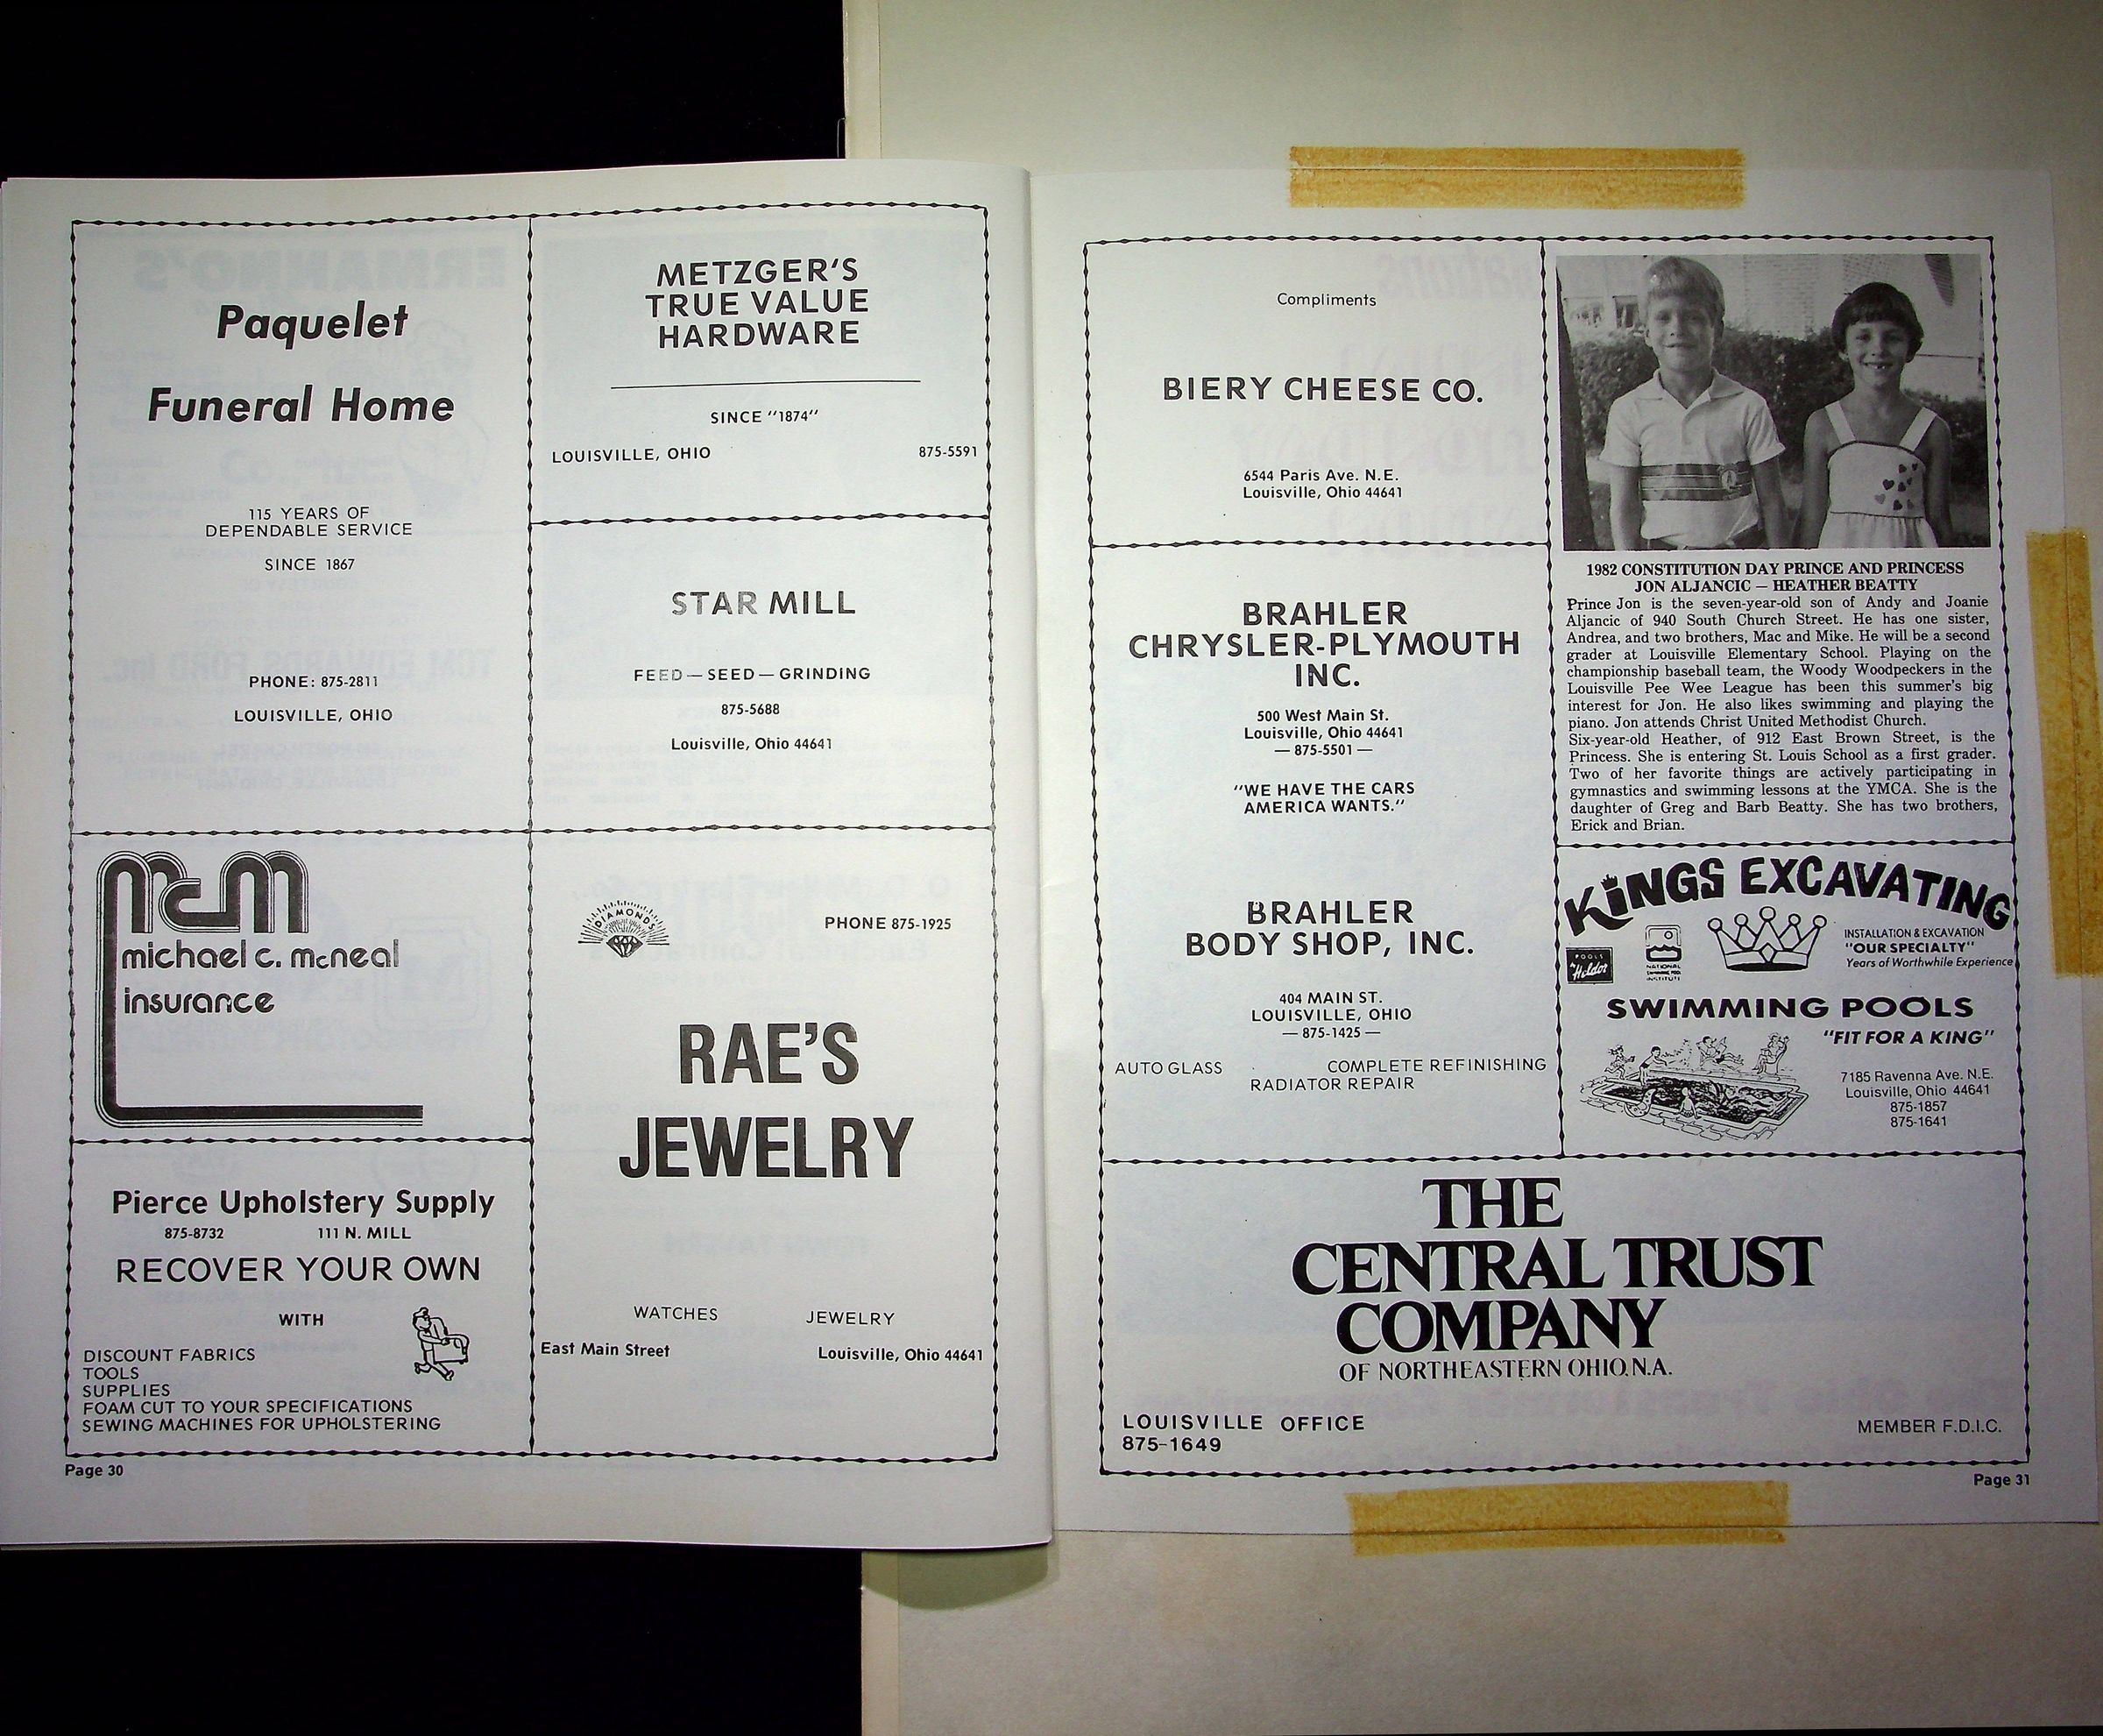 Paquelet
Funeral Home
115 YEARS OF
DEPENDABLE SERVICE
SINCE 1867
PHONE: 875-2811
LOUISVILLE, OHIO
METZGER'S
TRUE VALUE
HARDWARE
SINCE "1874"
LOUISVILLE, OHIO 875-5591
STAR MILL
FEED — SEED — GRINDING
875-5688
Louisville, Ohio 44641
mcm
michael c. mcneal
insurance
Pierce Upholstery Supply
875-8732 111 N. MILL
RECOVER YOUR OWN
WITH
DISCOUNT FABRICS
TOOLS
SUPPLIES
FOAM CUT TO YOUR SPECIFICATIONS
SEWING MACHINES FOR UPHOLSTERING
DIAMONDS
PHONE 875-1925
RAE'S
JEWELRY
WATCHES JEWELRY
East Main Street Louisville, Ohio 44641
Page 30
Compliments
BIERY CHEESE CO.
6544 Paris Ave. N.E.
Louisville, Ohio 44641
BRAHLER
CHRYSLER-PLYMOUTH
INC.
500 West Main St.
Louisville, Ohio 44641
— 875-5501 —
"WE HAVE THE CARS
AMERICA WANTS."
BRAHLER
BODY SHOP, INC.
404 MAIN ST.
LOUISVILLE, OHIO
— 875-1425 —
AUTO GLASS COMPLETE REFINISHING
RADIATOR REPAIR
1982 CONSTITUTION DAY PRINCE AND PRINCESS
JON ALJANCIC — HEATHER BEATTY
Prince Jon is the seven-year-old son of Andy and Joanie
Aljancic of 940 South Church Street. He has one sister,
Andrea, and two brothers, Mac and Mike. He will be a second
grader at Louisville Elementary School. Playing on the
championship baseball team, the Woody Woodpeckers in the
Louisville Pee Wee League has been this summer's big
interest for Jon. He also likes swimming and playing the
piano. Jon attends Christ United Methodist Church.
Six-year-old Heather, of 912 East Brown Street, is the
Princess. She is entering St. Louis School as a first grader.
Two of her favorite things are actively participating in
gymnastics and swimming lessons at the YMCA. She is the
daughter of Greg and Barb Beatty. She has two brothers,
Erick and Brian.
KiNGS EXCAVATING
POOLS
by Heldor
NATIONAL
SWIMMING POOL
INSTITUTE
INSTALLATION & EXCAVATION
"OUR SPECIALTY"
Years of Worthwhile Experience
SWIMMING POOLS
"FIT FOR A KING"
7185 Ravenna Ave. N.E.
Louisville, Ohio 44641
875-1857
875-1641
THE
CENTRAL TRUST
COMPANY
OF NORTHEASTERN OHIO, N.A.
LOUISVILLE OFFICE
875-1649
MEMBER F.D.I.C.
Page 31